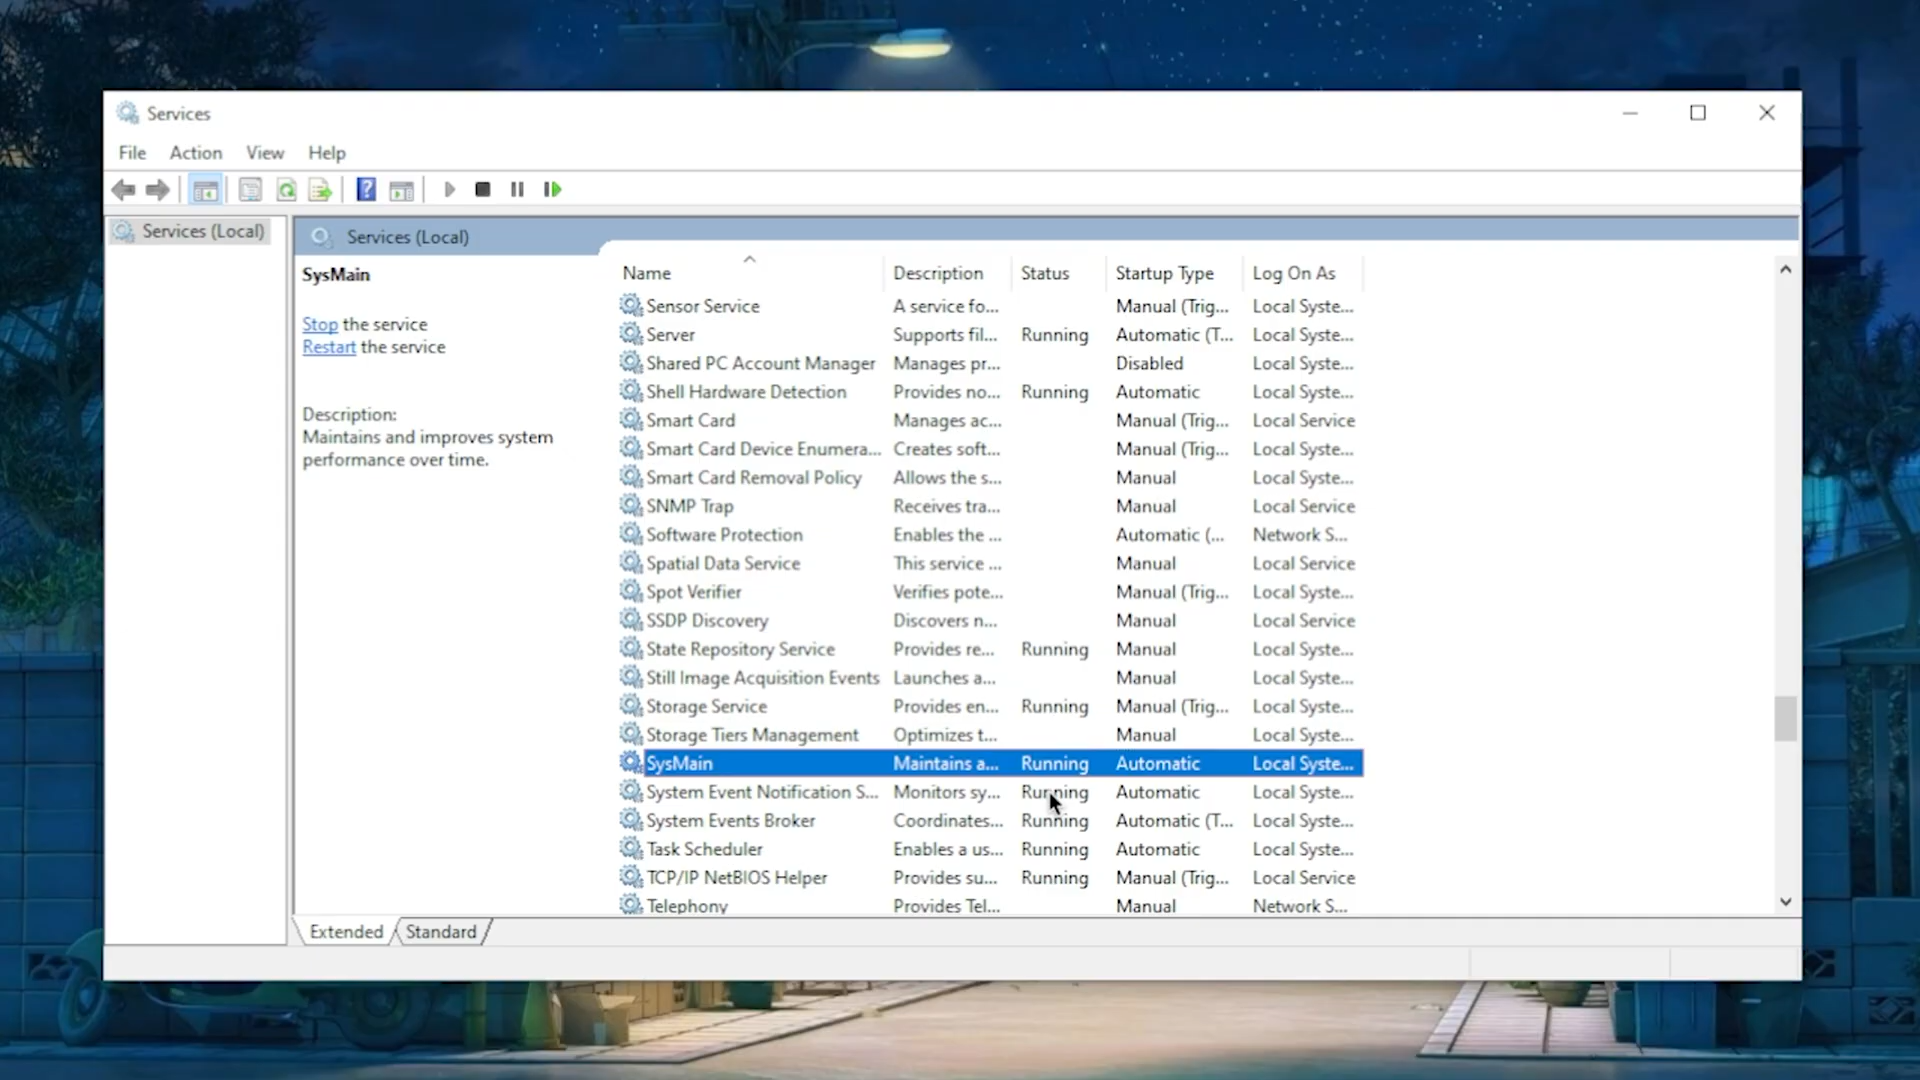 Services
File Action View Help
Services (Local)
Services (Local)
SysMain
Stop the service
Restart the service
Description:
Maintains and improves system
performance over time.
Name Description Status Startup Type Log On As
Sensor Service A service fo... Manual (Trig... Local Syste...
Server Supports fil... Running Automatic (T... Local Syste...
Shared PC Account Manager Manages pr... Disabled Local Syste...
Shell Hardware Detection Provides no... Running Automatic Local Syste...
Smart Card Manages ac... Manual (Trig... Local Service
Smart Card Device Enumera... Creates soft... Manual (Trig... Local Syste...
Smart Card Removal Policy Allows the s... Manual Local Syste...
SNMP Trap Receives tra... Manual Local Service
Software Protection Enables the ... Automatic (... Network S...
Spatial Data Service This service ... Manual Local Service
Spot Verifier Verifies pote... Manual (Trig... Local Syste...
SSDP Discovery Discovers n... Manual Local Service
State Repository Service Provides re... Running Manual Local Syste...
Still Image Acquisition Events Launches a... Manual Local Syste...
Storage Service Provides en... Running Manual (Trig... Local Syste...
Storage Tiers Management Optimizes t... Manual Local Syste...
SysMain Maintains a... Running Automatic Local Syste...
System Event Notification S... Monitors sy... Running Automatic Local Syste...
System Events Broker Coordinates... Running Automatic (T... Local Syste...
Task Scheduler Enables a us... Running Automatic Local Syste...
TCP/IP NetBIOS Helper Provides su... Running Manual (Trig... Local Service
Telephony Provides Tel... Manual Network S...
Extended Standard